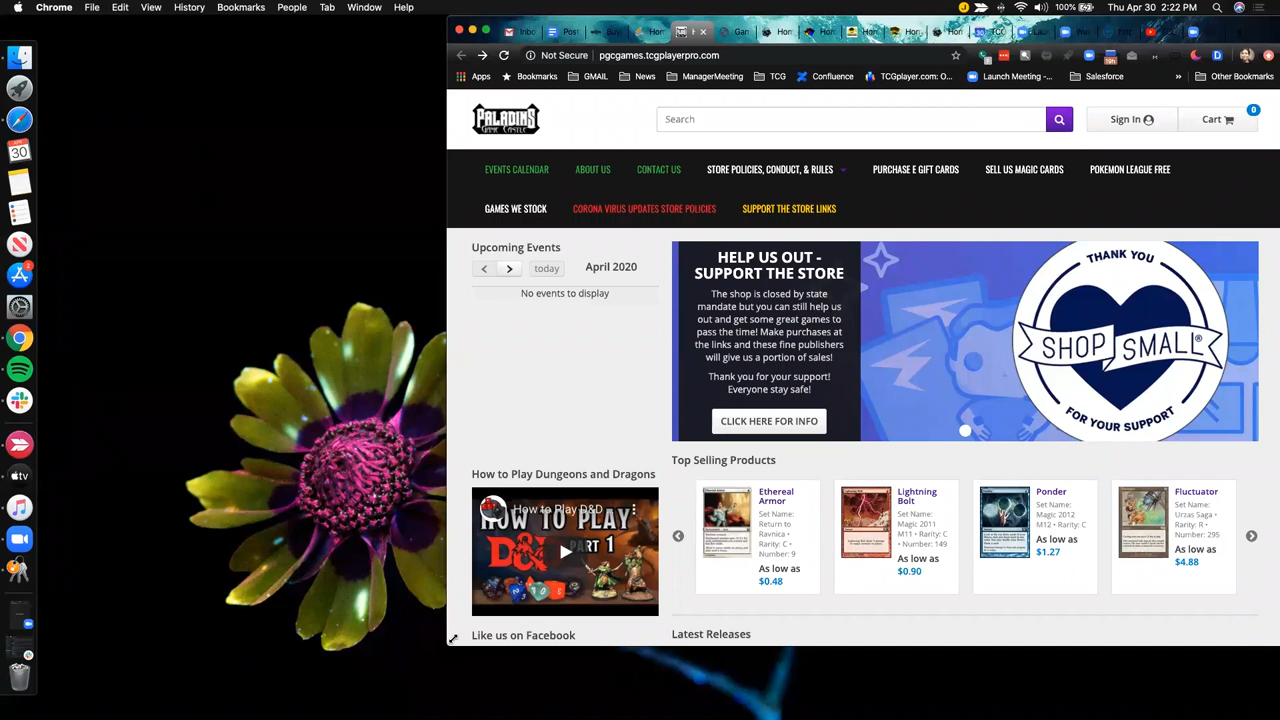 Chrome File Edit View History Bookmarks People Tab Window Help
100% Thu Apr 30 2:22 PM
Not Secure pgcgames.tcgplayerpro.com
Apps Bookmarks GMAIL News ManagerMeeting TCG Confluence TCGplayer.com: O... Launch Meeting -... Salesforce » Other Bookmarks
PALADINS
GAME CASTLE
Search
Sign In
Cart
0
EVENTS CALENDAR ABOUT US CONTACT US STORE POLICIES, CONDUCT, & RULES PURCHASE E GIFT CARDS SELL US MAGIC CARDS POKEMON LEAGUE FREE
GAMES WE STOCK CORONA VIRUS UPDATES STORE POLICIES SUPPORT THE STORE LINKS
Upcoming Events
today
April 2020
No events to display
HELP US OUT -
SUPPORT THE STORE
The shop is closed by state
mandate but you can still help us
out and get some great games to
pass the time! Make purchases at
the links and these fine publishers
will give us a portion of sales!
Thank you for your support!
Everyone stay safe!
CLICK HERE FOR INFO
THANK YOU
SHOP SMALL®
FOR YOUR SUPPORT
How to Play Dungeons and Dragons
How to Play D&D
HOW TO PLAY
D&D PART 1
Like us on Facebook
Top Selling Products
Ethereal
Armor
Set Name:
Return to
Ravnica •
Rarity: C •
Number: 9
As low as
$0.48
Lightning
Bolt
Set Name:
Magic 2011
M11 • Rarity: C
• Number: 149
As low as
$0.90
Ponder
Set Name:
Magic 2012
M12 • Rarity: C
As low as
$1.27
Fluctuator
Set Name:
Urzas Saga •
Rarity: R •
Number: 295
As low as
$4.88
Latest Releases